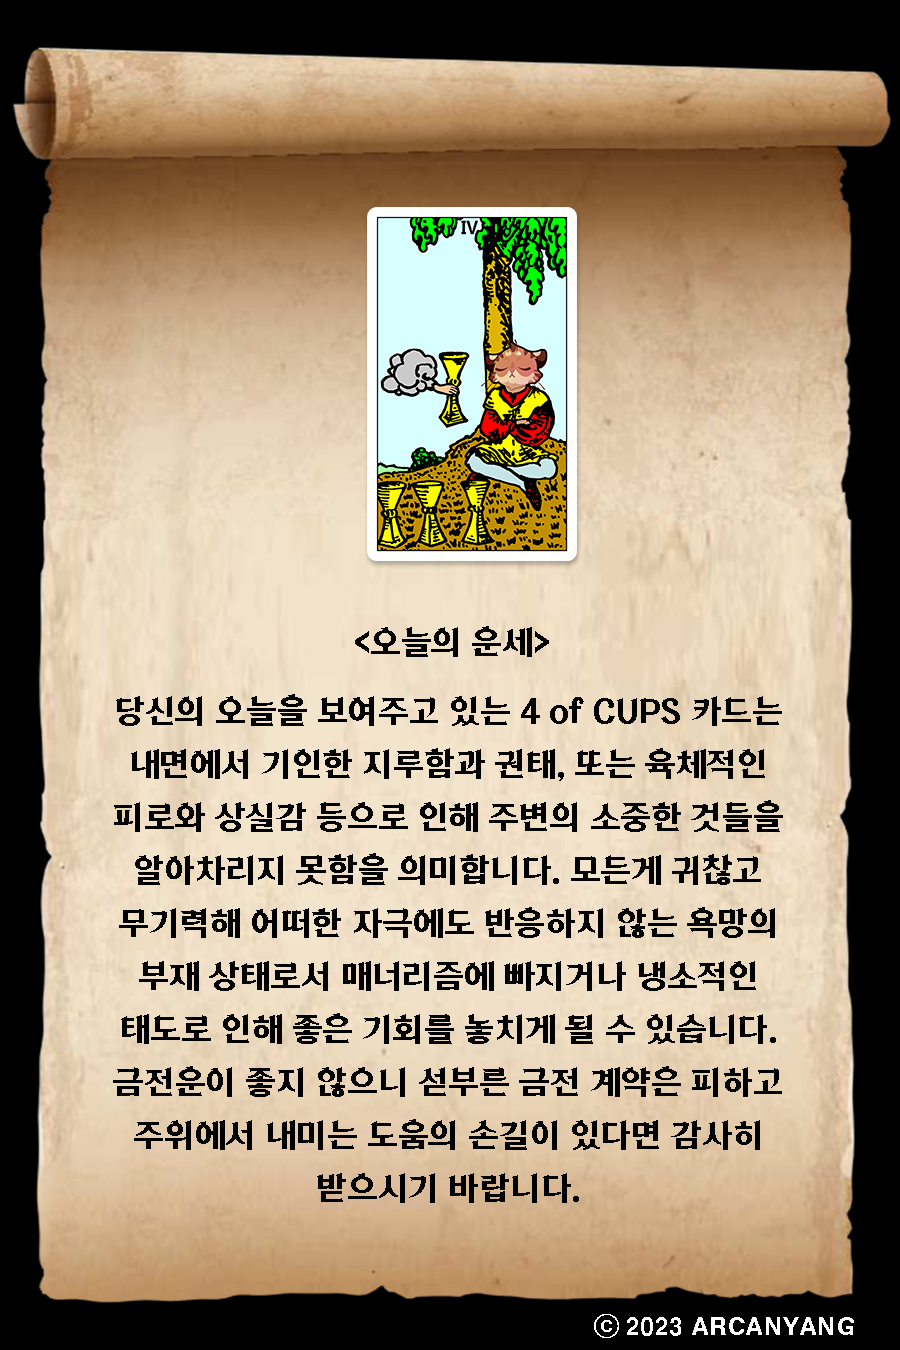 IV
<오늘의 운세>
당신의 오늘을 보여주고 있는 4 of CUPS 카드는
내면에서 기인한 지루함과 권태, 또는 육체적인
피로와 상실감 등으로 인해 주변의 소중한 것들을
알아차리지 못함을 의미합니다. 모든게 귀찮고
무기력해 어떠한 자극에도 반응하지 않는 욕망의
부재 상태로서 매너리즘에 빠지거나 냉소적인
태도로 인해 좋은 기회를 놓치게 될 수 있습니다.
금전운이 좋지 않으니 섣부른 금전 계약은 피하고
주위에서 내미는 도움의 손길이 있다면 감사히
받으시기 바랍니다.
ⓒ 2023 ARCANYANG